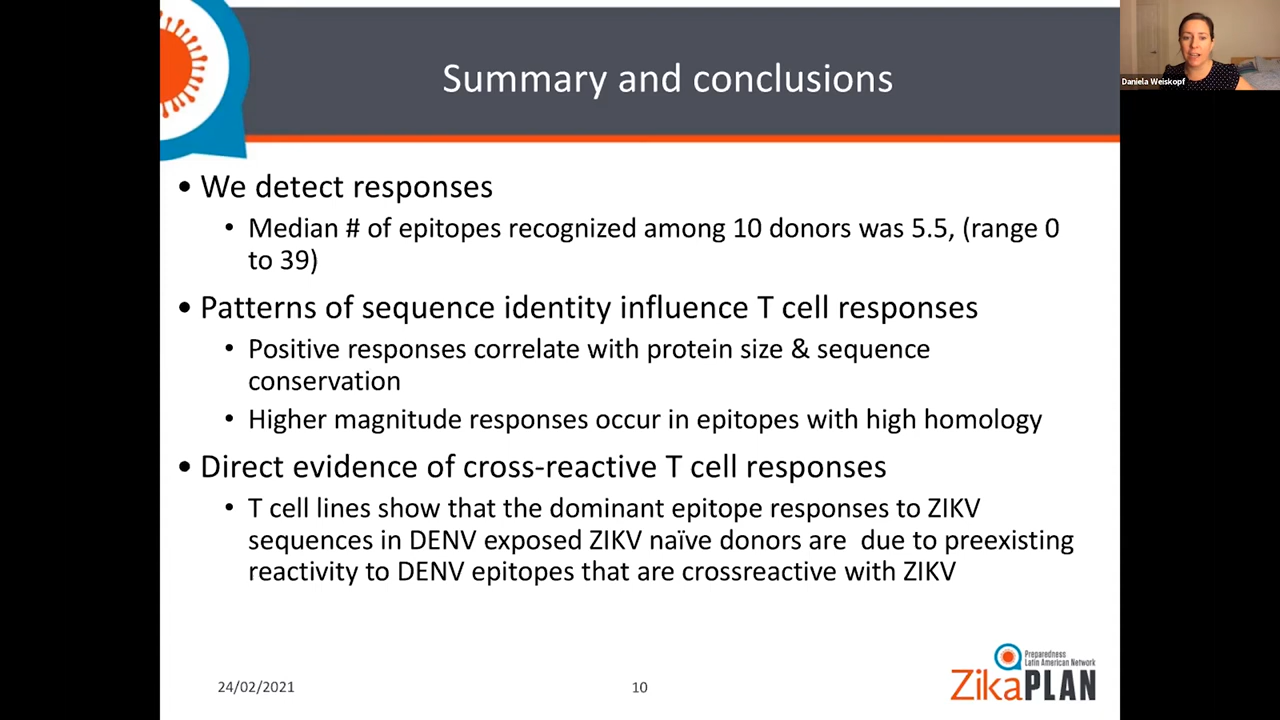 Summary and conclusions
Daniela Weiskopf
• We detect responses
• Median # of epitopes recognized among 10 donors was 5.5, (range 0
to 39)
• Patterns of sequence identity influence T cell responses
• Positive responses correlate with protein size & sequence
conservation
• Higher magnitude responses occur in epitopes with high homology
• Direct evidence of cross-reactive T cell responses
• T cell lines show that the dominant epitope responses to ZIKV
sequences in DENV exposed ZIKV naïve donors are  due to preexisting
reactivity to DENV epitopes that are crossreactive with ZIKV
24/02/2021
10
Preparedness
Latin American Network
ZikaPLAN